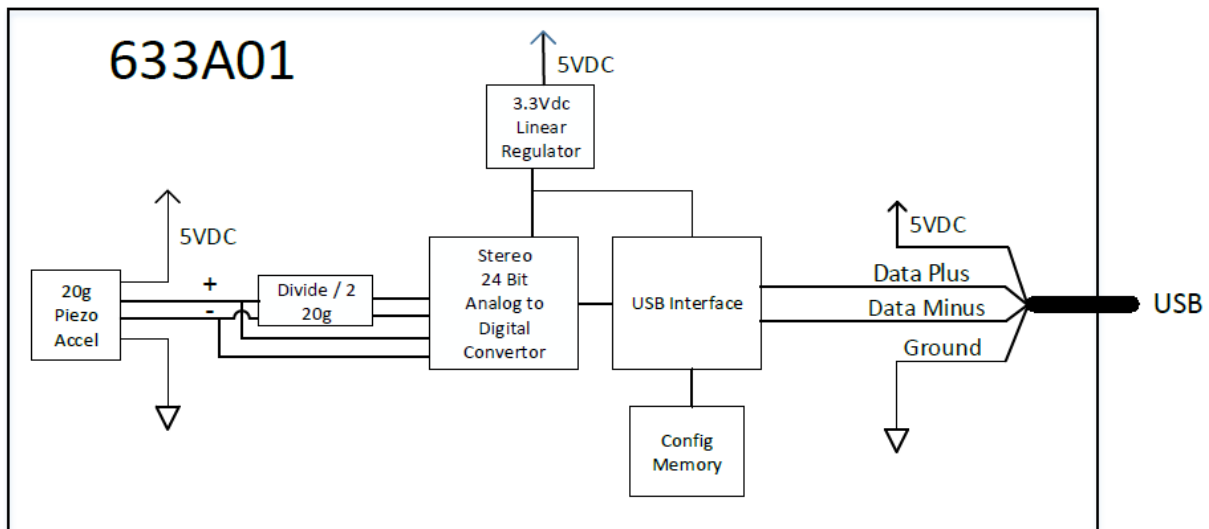 633A01
5VDC
3.3Vdc
Linear
Regulator
5VDC
20g
Piezo
Accel
+
-
Divide / 2
20g
Stereo
24 Bit
Analog to
Digital
Convertor
USB Interface
Config
Memory
5VDC
Data Plus
Data Minus
Ground
USB